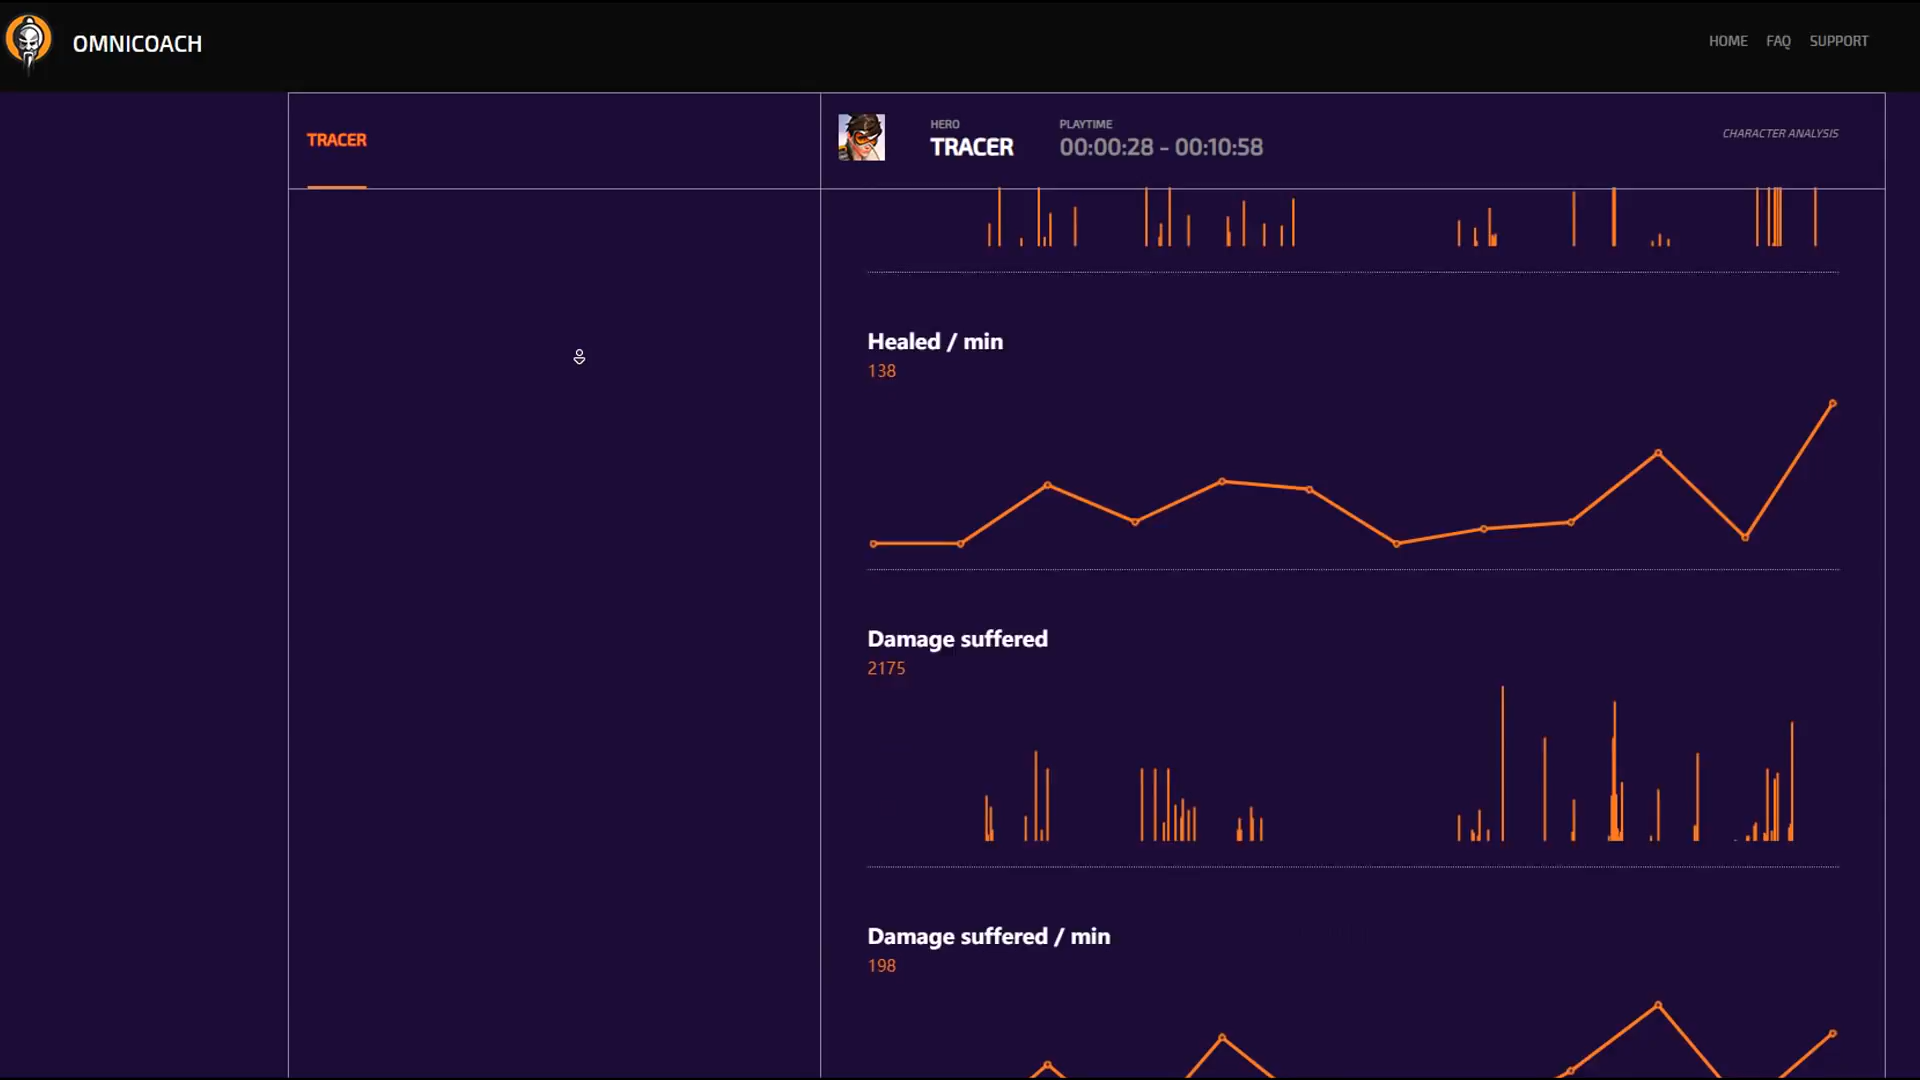 OMNICOACH
HOME FAQ SUPPORT
TRACER
HERO
TRACER
PLAYTIME
00:00:28 - 00:10:58
CHARACTER ANALYSIS
Healed / min
138
Damage suffered
2175
Damage suffered / min
198